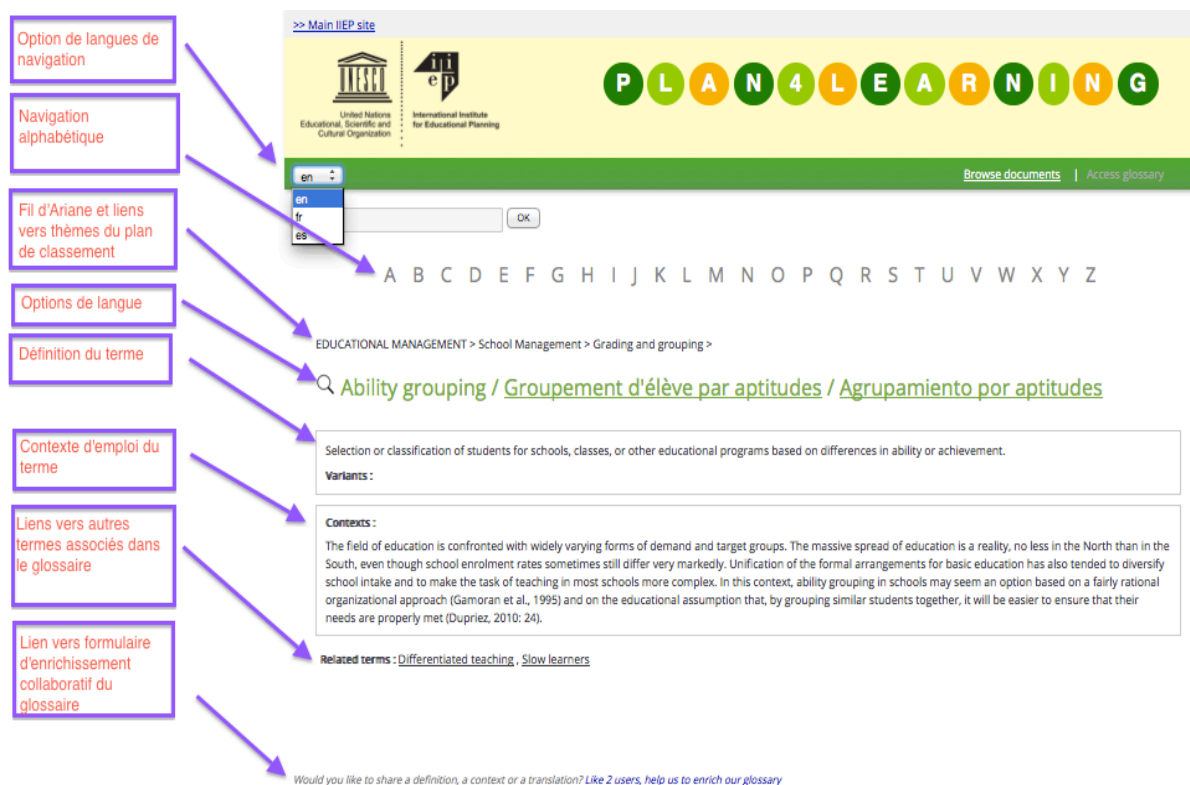 Option de langues de
navigation
Navigation
alphabétique
Fil d'Ariane et liens
vers thèmes du plan
de classement
Options de langue
Définition du terme
Contexte d'emploi du
terme
Liens vers autres
termes associés dans
le glossaire
Lien vers formulaire
d'enrichissement
collaboratif du
glossaire
>> Main IIEP site
UNESCO
United Nations
Educational, Scientific and
Cultural Organization
iiep
International Institute
for Educational Planning
PLAN4LEARNING
en
Browse documents | Access glossary
en
fr
es
OK
A B C D E F G H I J K L M N O P Q R S T U V W X Y Z
EDUCATIONAL MANAGEMENT > School Management > Grading and grouping >
Ability grouping / Groupement d'élève par aptitudes / Agrupamiento por aptitudes
Selection or classification of students for schools, classes, or other educational programs based on differences in ability or achievement.
Variants :
Contexts :
The field of education is confronted with widely varying forms of demand and target groups. The massive spread of education is a reality, no less in the North than in the
South, even though school enrolment rates sometimes still differ very markedly. Unification of the formal arrangements for basic education has also tended to diversify
school intake and to make the task of teaching in most schools more complex. In this context, ability grouping in schools may seem an option based on a fairly rational
organizational approach (Gamoran et al., 1995) and on the educational assumption that, by grouping similar students together, it will be easier to ensure that their
needs are properly met (Dupriez, 2010: 24).
Related terms : Differentiated teaching , Slow learners
Would you like to share a definition, a context or a translation? Like 2 users, help us to enrich our glossary